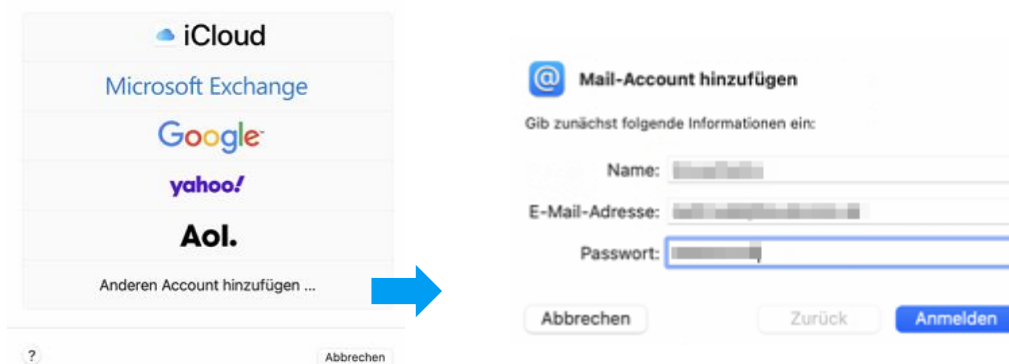 iCloud
Microsoft Exchange
Google
yahoo!
Aol.
Anderen Account hinzufügen ...
?
Abbrechen
Mail-Account hinzufügen
Gib zunächst folgende Informationen ein:
Name:
E-Mail-Adresse:
Passwort:
Abbrechen
Zurück
Anmelden